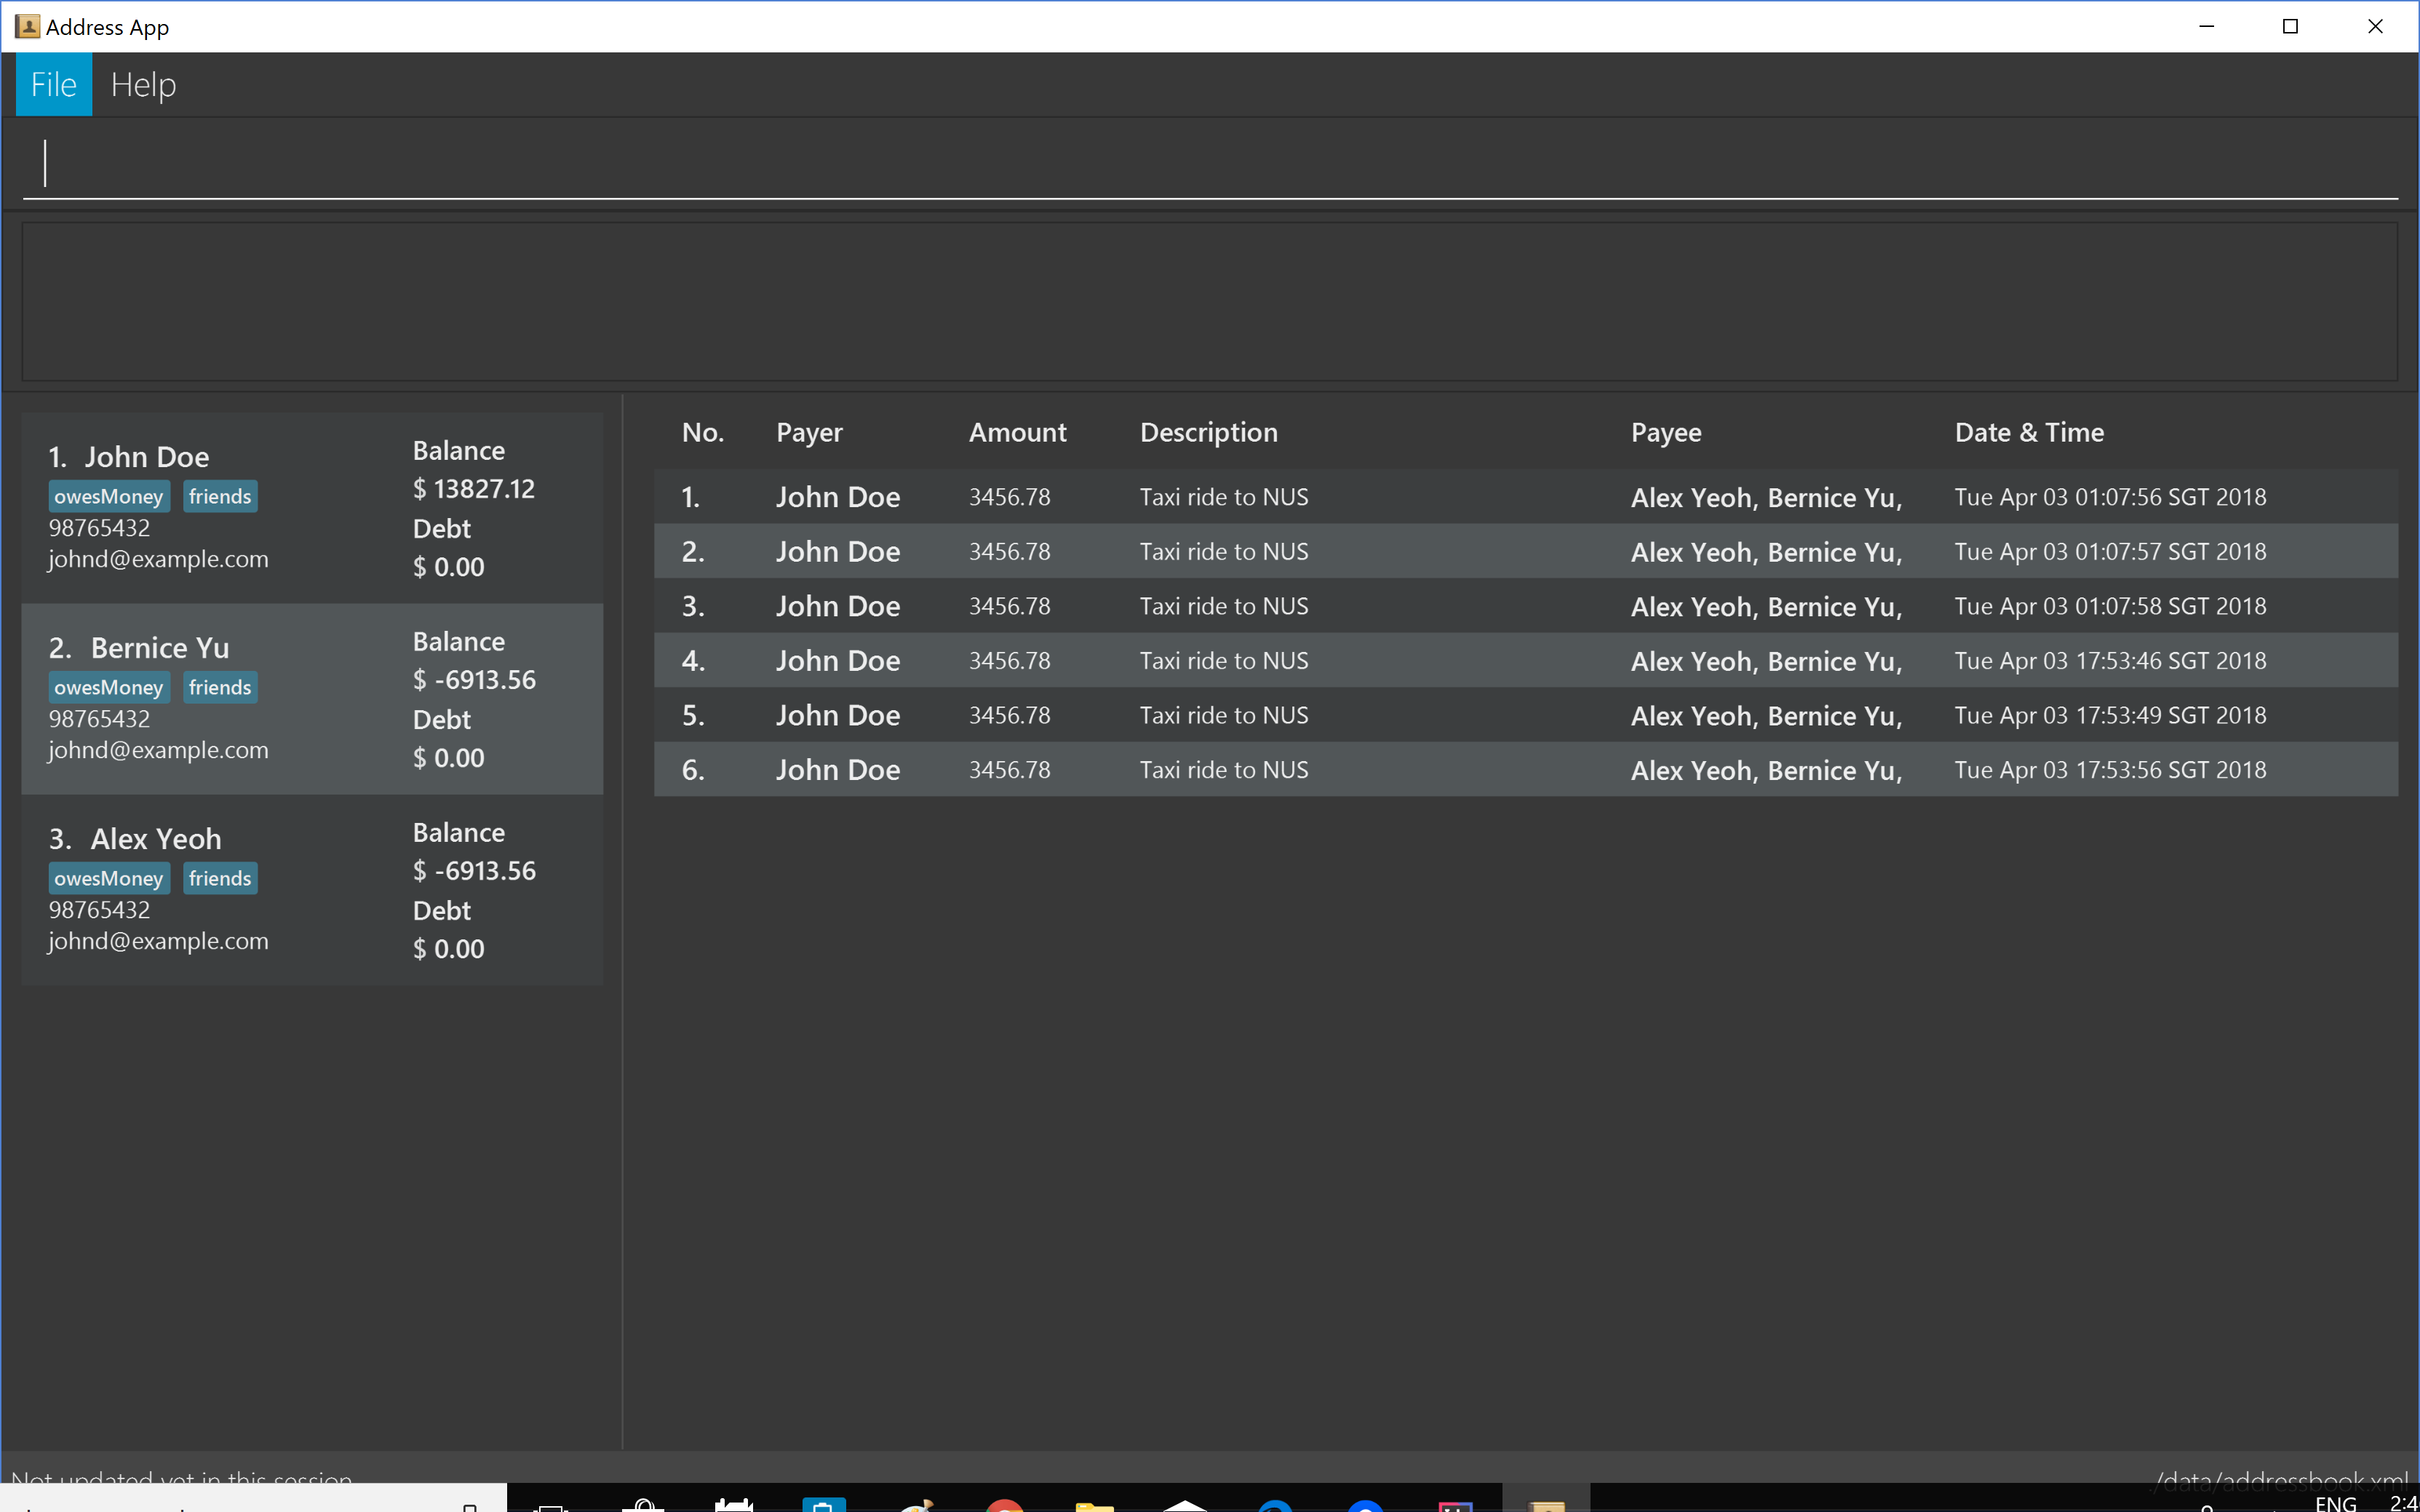 Address App
File Help
1. John Doe
owesMoney friends
98765432
johnd@example.com
Balance
$ 13827.12
Debt
$ 0.00
2. Bernice Yu
owesMoney friends
98765432
johnd@example.com
Balance
$ -6913.56
Debt
$ 0.00
3. Alex Yeoh
owesMoney friends
98765432
johnd@example.com
Balance
$ -6913.56
Debt
$ 0.00
No. Payer Amount Description Payee Date & Time
1. John Doe 3456.78 Taxi ride to NUS Alex Yeoh, Bernice Yu, Tue Apr 03 01:07:56 SGT 2018
2. John Doe 3456.78 Taxi ride to NUS Alex Yeoh, Bernice Yu, Tue Apr 03 01:07:57 SGT 2018
3. John Doe 3456.78 Taxi ride to NUS Alex Yeoh, Bernice Yu, Tue Apr 03 01:07:58 SGT 2018
4. John Doe 3456.78 Taxi ride to NUS Alex Yeoh, Bernice Yu, Tue Apr 03 17:53:46 SGT 2018
5. John Doe 3456.78 Taxi ride to NUS Alex Yeoh, Bernice Yu, Tue Apr 03 17:53:49 SGT 2018
6. John Doe 3456.78 Taxi ride to NUS Alex Yeoh, Bernice Yu, Tue Apr 03 17:53:56 SGT 2018
Not updated yet in this session
./data/addressbook.xml
ENG 2:4